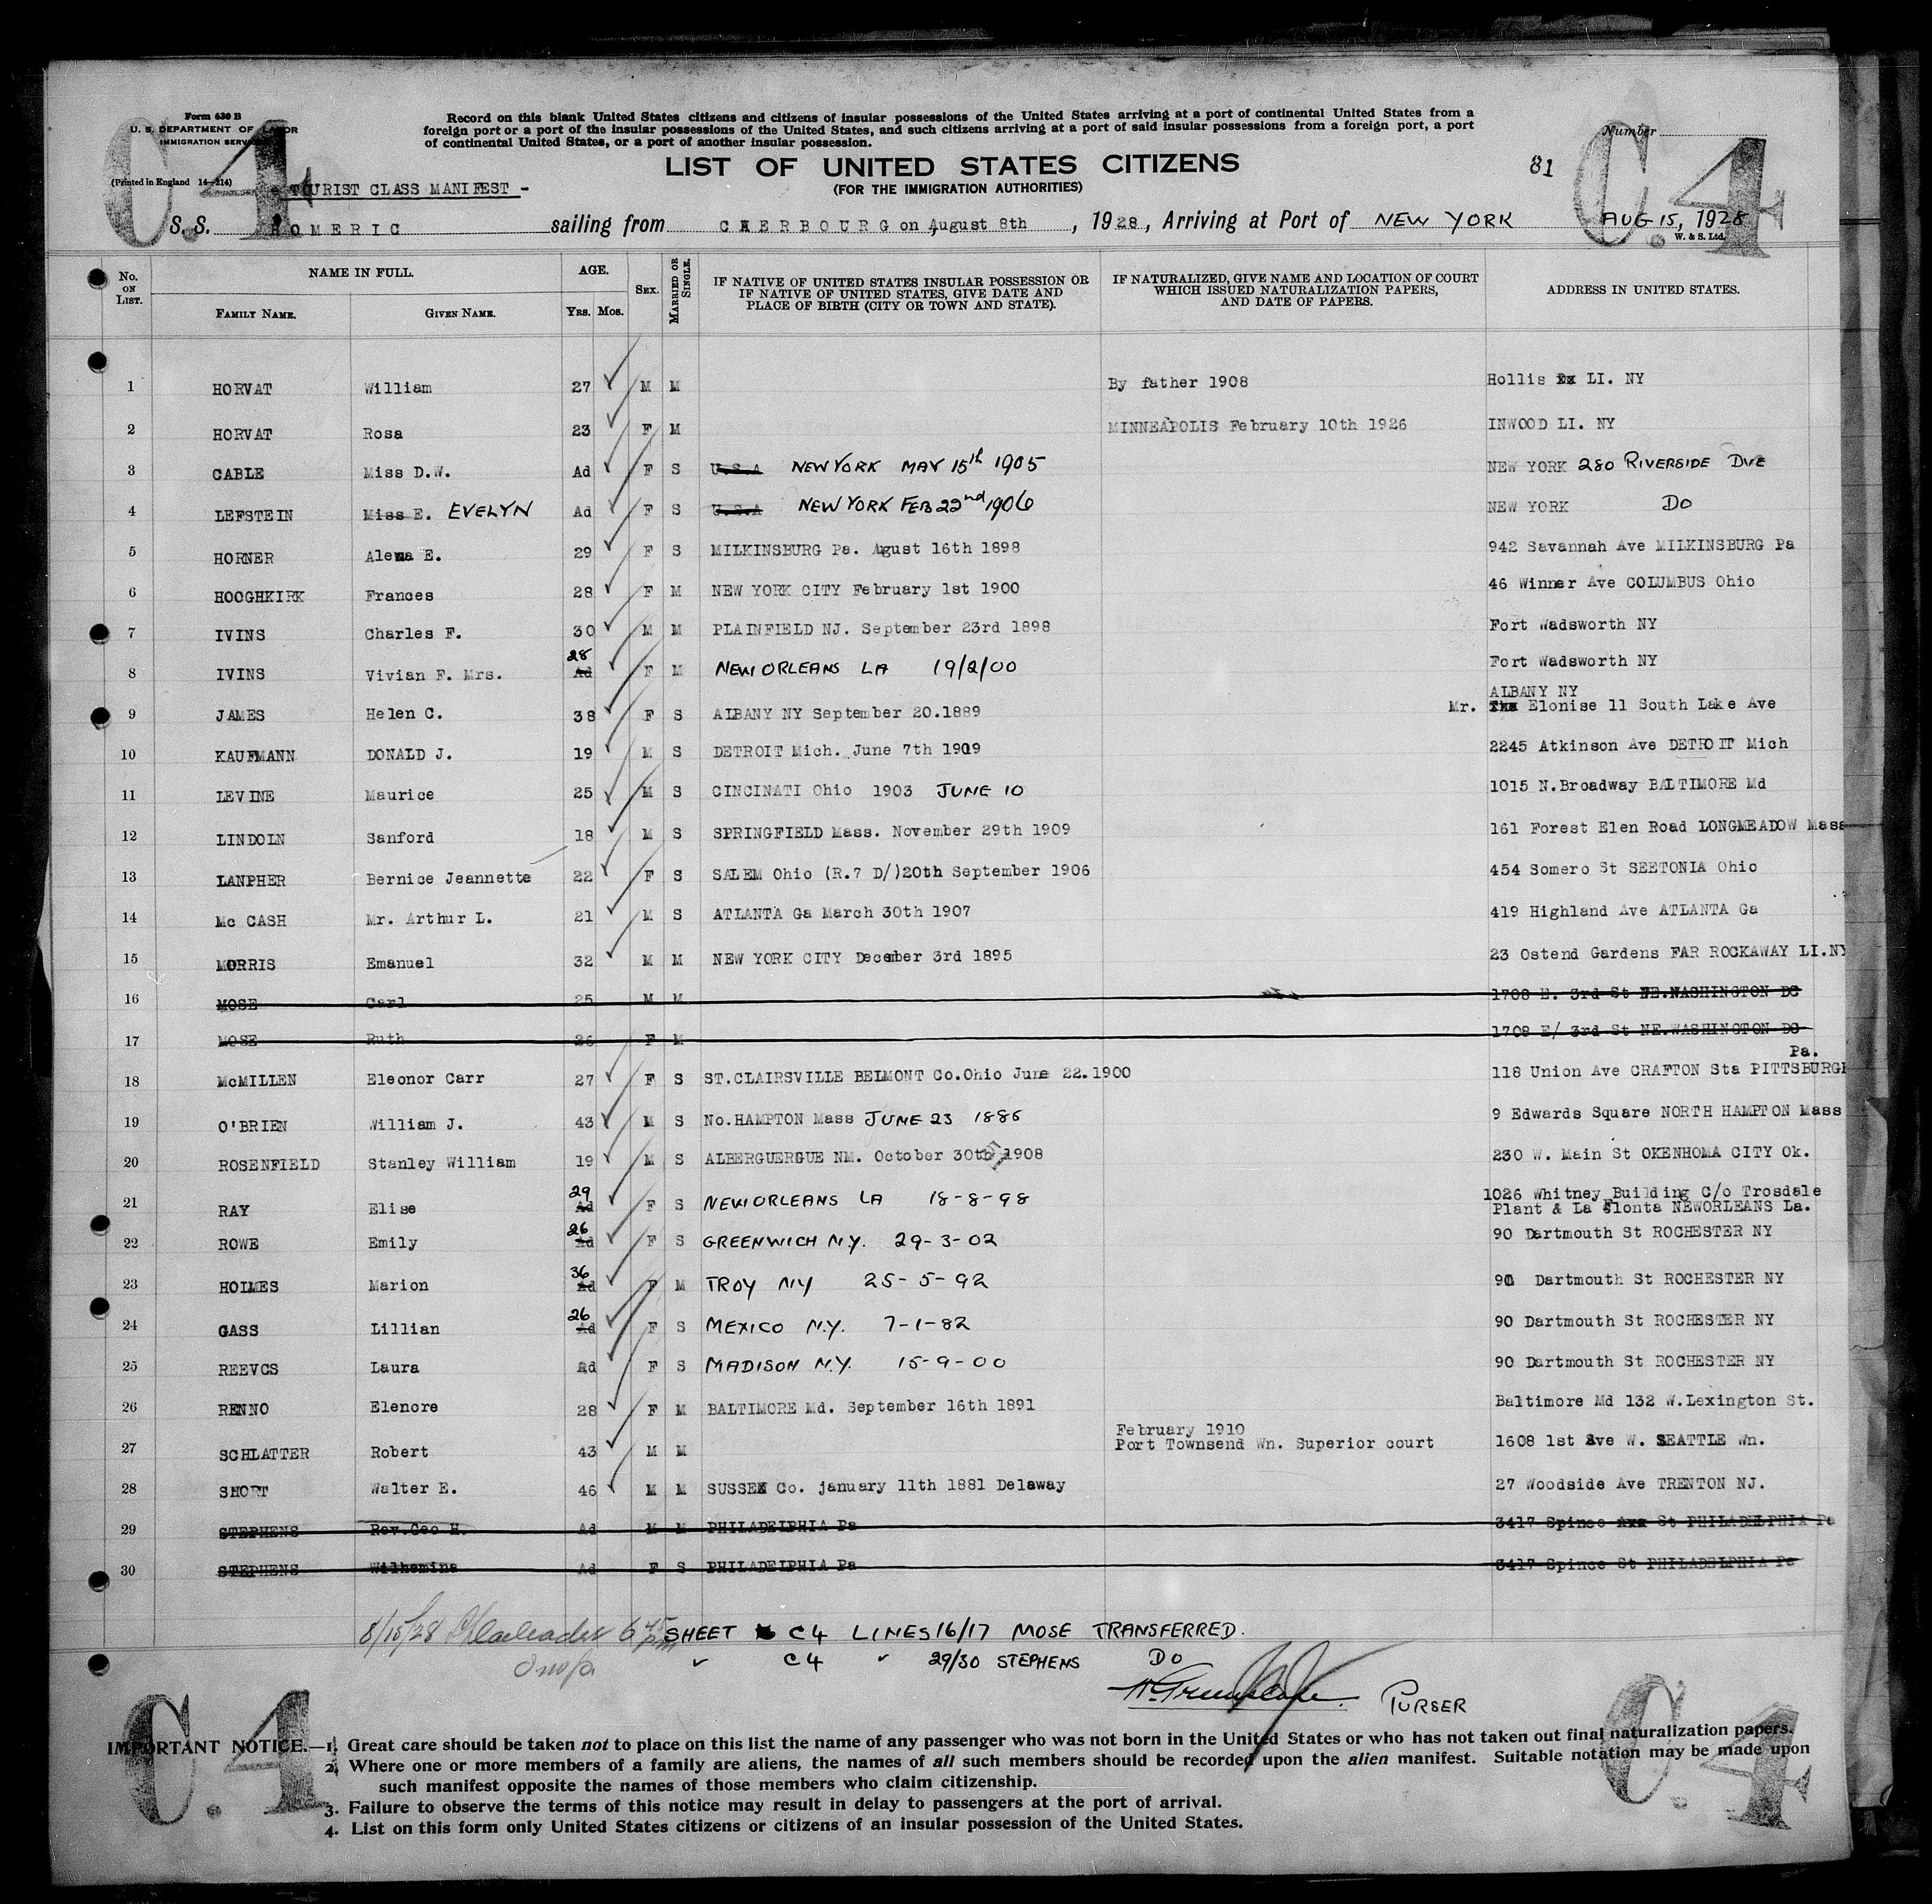 Form 630 B
U. S. DEPARTMENT OF LABOR
IMMIGRATION SERVICE
(Printed in England 14—214)
C. 4
C. 4
Record on this blank United States citizens and citizens of insular possessions of the United States arriving at a port of continental United States from a
foreign port or a port of the insular possessions of the United States, and such citizens arriving at a port of said insular possessions from a foreign port, a port
of continental United States, or a port of another insular possession.
Number
LIST OF UNITED STATES CITIZENS
(FOR THE IMMIGRATION AUTHORITIES)
81
TOURIST CLASS MANIFEST -
S. S. HOMERIC sailing from CHERBOURG on August 8th, 1928, Arriving at Port of NEW YORK AUG 15, 1928
W. & S. Ltd.
No. ON LIST. NAME IN FULL. AGE. SEX. MARRIED OR SINGLE. IF NATIVE OF UNITED STATES INSULAR POSSESSION OR IF NATIVE OF UNITED STATES, GIVE DATE AND PLACE OF BIRTH (CITY OR TOWN AND STATE). IF NATURALIZED, GIVE NAME AND LOCATION OF COURT WHICH ISSUED NATURALIZATION PAPERS, AND DATE OF PAPERS. ADDRESS IN UNITED STATES.
FAMILY NAME. GIVEN NAME. Yrs. Mos.
1 HORVAT William 27 M M By father 1908 Hollis LI. NY
2 HORVAT Rosa 23 F M MINNEAPOLIS February 10th 1926 INWOOD LI. NY
3 CABLE Miss D.W. Ad F S U.S.A NEW YORK MAY 15th 1905 NEW YORK 280 RIVERSIDE DVE
4 LEFSTEIN Miss E. EVELYN Ad F S U.S.A NEW YORK FEB 22nd 1906 NEW YORK DO
5 HORNER Alema E. 29 F S MILKINSBURG Pa. August 16th 1898 942 Savannah Ave MILKINSBURG Pa
6 HOOGHKIRK Frances 28 F M NEW YORK CITY February 1st 1900 46 Winner Ave COLUMBUS Ohio
7 IVINS Charles F. 30 M M PLAINFIELD NJ. September 23rd 1898 Fort Wadsworth NY
8 IVINS Vivian F. Mrs. Ad 28 F M NEW ORLEANS LA 19/2/00 Fort Wadsworth NY
ALBANY NY
9 JAMES Helen C. 38 F S ALBANY NY September 20.1889 Mr. Elonise 11 South Lake Ave
10 KAUFMANN DONALD J. 19 M S DETROIT Mich. June 7th 1909 2245 Atkinson Ave DETROIT Mich
11 LEVINE Maurice 25 M S CINCINATI Ohio 1903 JUNE 10 1015 N.Broadway BALTIMORE Md
12 LINDOLN Sanford 18 M S SPRINGFIELD Mass. November 29th 1909 161 Forest Elen Road LONGMEADOW Mass
13 LANPHER Bernice Jeannette 22 F S SALEM Ohio (R.7 D/)20th September 1906 454 Somero St SEETONIA Ohio
14 Mc CASH Mr. Arthur L. 21 M S ATLANTA Ga March 30th 1907 419 Highland Ave ATLANTA Ga
15 MORRIS Emanuel 32 M M NEW YORK CITY December 3rd 1895 23 Ostend Gardens FAR ROCKAWAY LI.NY
16 MOSE Carl 25 M M 1708 E. 3rd St NE.WASHINGTON DC
17 MOSE Ruth 26 F M 1708 E/ 3rd St NE.WASHINGTON DC
Pa.
18 McMILLEN Eleonor Carr 27 F S ST.CLAIRSVILLE BELMONT Co.Ohio June 22.1900 118 Union Ave CRAFTON Sta PITTSBURGH
19 O'BRIEN William J. 43 M S No.HAMPTON Mass JUNE 23 1885 9 Edwards Square NORTH HAMPTON Mass
20 ROSENFIELD Stanley William 19 M S ALBERGUERGUE NM. October 30th 1908 230 W. Main St OKENHOMA CITY Ok.
21 RAY Elise Ad 29 F S NEW ORLEANS LA 18-8-98 1026 Whitney Building C/o Trosdale
Plant & La Flonta NEWORLEANS La.
22 ROWE Emily Ad 26 F S GREENWICH N.Y. 29-3-02 90 Dartmouth St ROCHESTER NY
23 HOLMES Marion Ad 36 F M TROY NY 25-5-92 90 Dartmouth St ROCHESTER NY
24 GASS Lillian Ad 26 F S MEXICO N.Y. 7-1-82 90 Dartmouth St ROCHESTER NY
25 REEVCS Laura Ad F S MADISON N.Y. 15-9-00 90 Dartmouth St ROCHESTER NY
26 RENNO Elenore 28 F M BALTIMORE Md. September 16th 1891 Baltimore Md 132 W.Lexington St.
February 1910
27 SCHLATTER Robert 43 M M Port Townsend Wn. Superior court 1608 1st Ave W. SEATTLE Wn.
28 SHORT Walter E. 46 M M SUSSEX Co. january 11th 1881 Delaway 27 Woodside Ave TRENTON NJ.
29 STEPHENS Rev.Geo H. Ad M M PHILADELPHIA Pa 3417 Spince St PHILADELPHIA Pa
30 STEPHENS Wilhemina Ad F S PHILADELPHIA Pa 3417 Spince St PHILADELPHIA Pa
8/15/28 SHEET C4 LINES 16/17 MOSE TRANSFERRED.
" C4 " 29/30 STEPHENS DO
PURSER
C. 4
C. 4
IMPORTANT NOTICE.—1. Great care should be taken not to place on this list the name of any passenger who was not born in the United States or who has not taken out final naturalization papers.
2. Where one or more members of a family are aliens, the names of all such members should be recorded upon the alien manifest. Suitable notation may be made upon
such manifest opposite the names of those members who claim citizenship.
3. Failure to observe the terms of this notice may result in delay to passengers at the port of arrival.
4. List on this form only United States citizens or citizens of an insular possession of the United States.